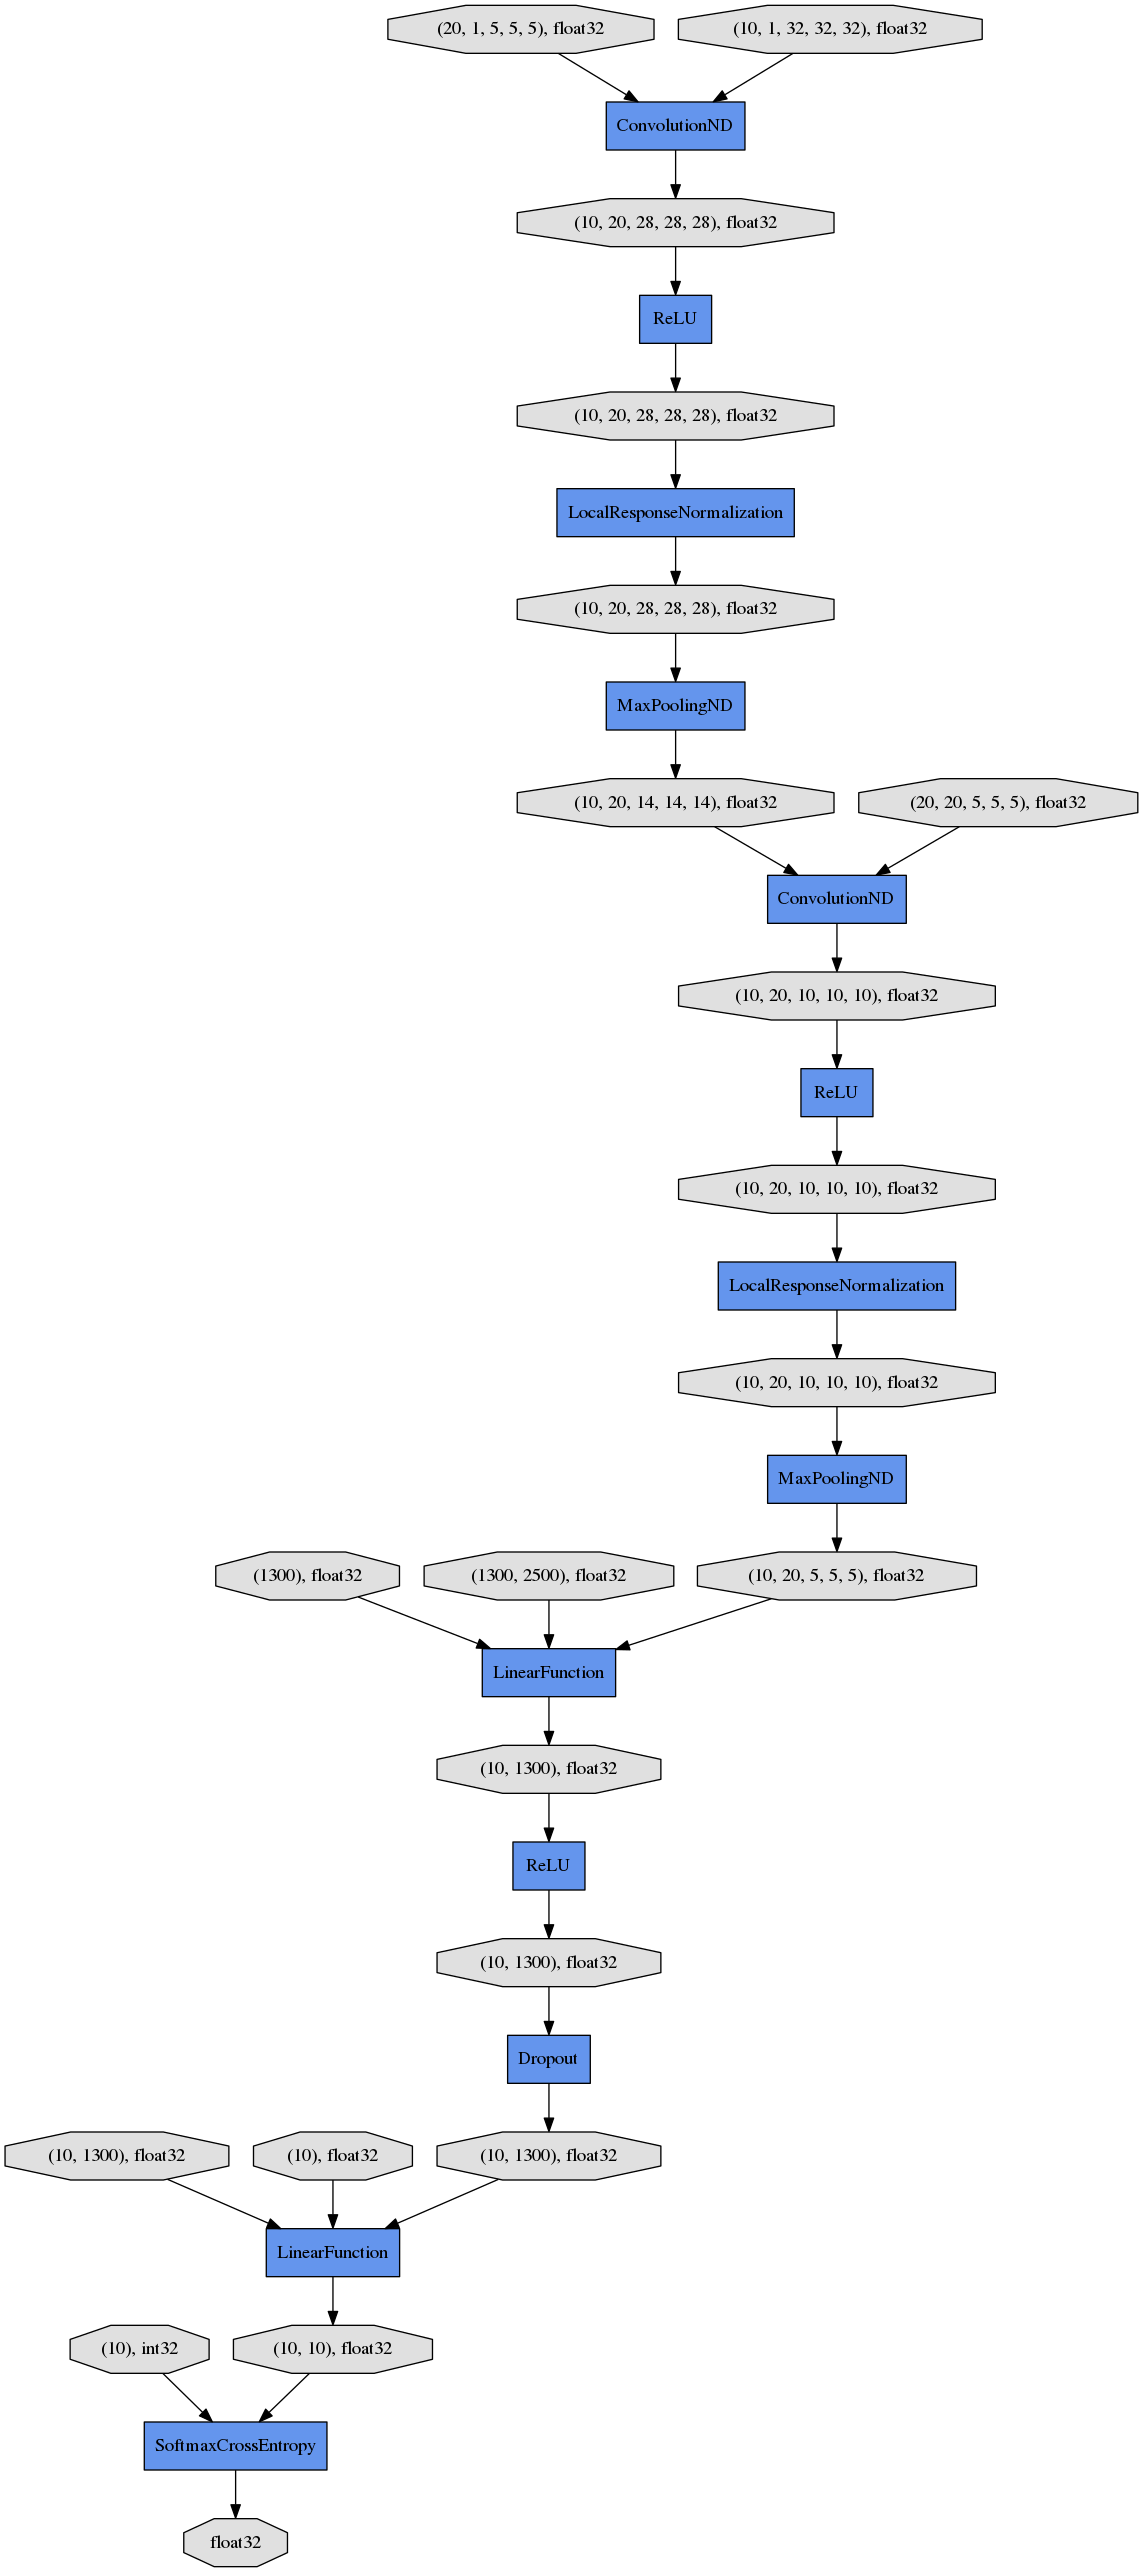 (20, 1, 5, 5, 5), float32
(10, 1, 32, 32, 32), float32
ConvolutionND
(10, 20, 28, 28, 28), float32
ReLU
(10, 20, 28, 28, 28), float32
LocalResponseNormalization
(10, 20, 28, 28, 28), float32
MaxPoolingND
(10, 20, 14, 14, 14), float32
(20, 20, 5, 5, 5), float32
ConvolutionND
(10, 20, 10, 10, 10), float32
ReLU
(10, 20, 10, 10, 10), float32
LocalResponseNormalization
(10, 20, 10, 10, 10), float32
MaxPoolingND
(1300), float32
(1300, 2500), float32
(10, 20, 5, 5, 5), float32
LinearFunction
(10, 1300), float32
ReLU
(10, 1300), float32
Dropout
(10, 1300), float32
(10), float32
(10, 1300), float32
LinearFunction
(10), int32
(10, 10), float32
SoftmaxCrossEntropy
float32